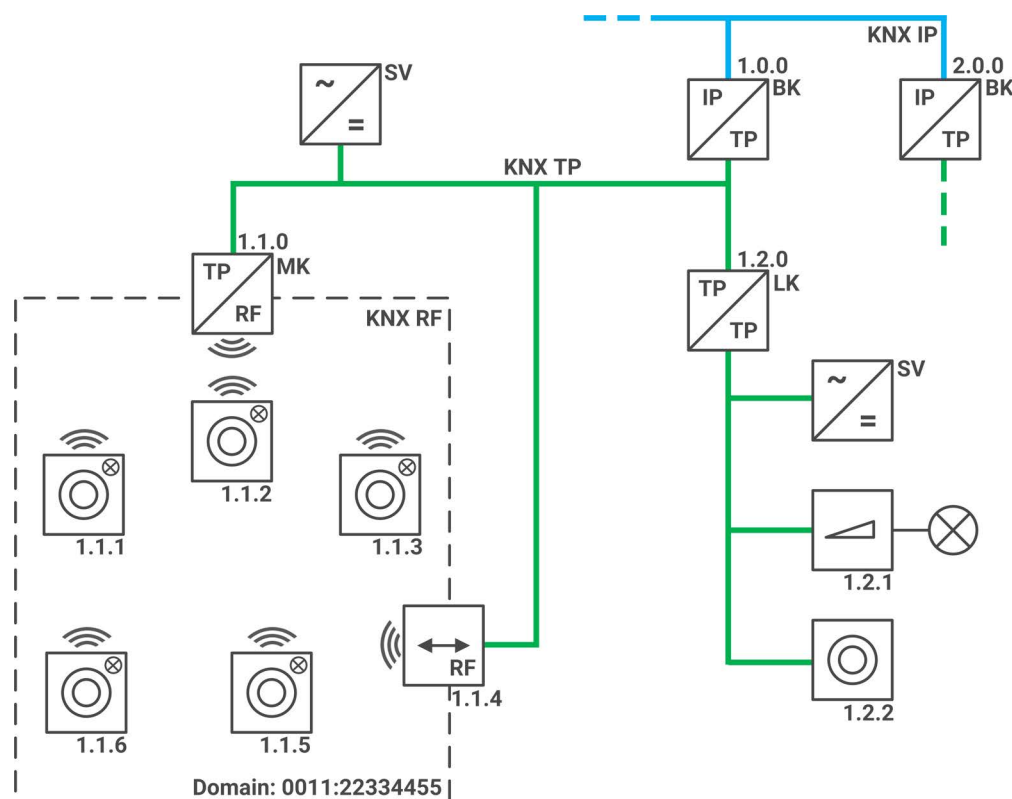 KNX IP
1.0.0
BK
IP
TP
2.0.0
BK
IP
TP
SV
~
=
KNX TP
1.1.0
MK
TP
RF
KNX RF
1.2.0
LK
TP
TP
SV
~
=
1.1.2
1.1.1
1.1.3
1.2.1
RF
1.1.4
1.2.2
1.1.6
1.1.5
Domain: 0011:22334455